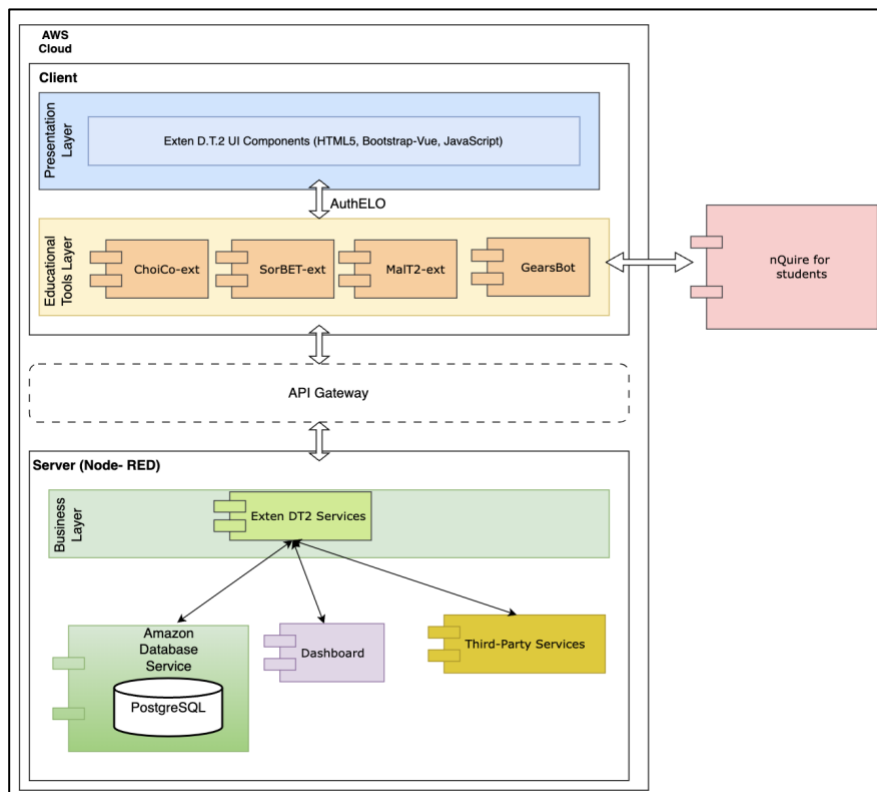 AWS
Cloud
Client
Presentation
Layer
Exten D.T.2 UI Components (HTML5, Bootstrap-Vue, JavaScript)
AuthELO
Educational
Tools Layer
ChoiCo-ext
SorBET-ext
MalT2-ext
GearsBot
nQuire for
students
API Gateway
Server (Node- RED)
Business
Layer
Exten DT2 Services
Amazon
Database
Service
PostgreSQL
Dashboard
Third-Party Services